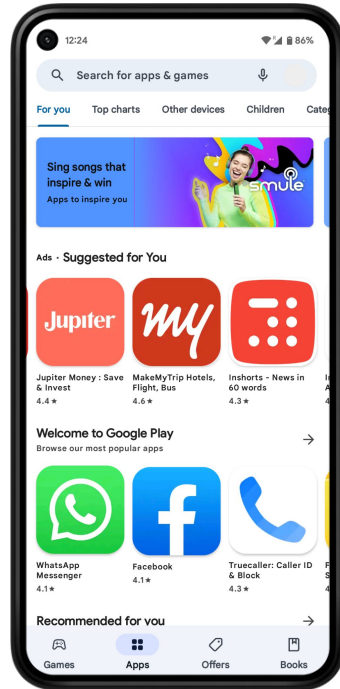 12:24
86%
Search for apps & games
For you Top charts Other devices Children Categ
Sing songs that
inspire & win
Apps to inspire you
smule
Ads · Suggested for You
Jupiter
my
Jupiter Money : Save
& Invest
4.4★
MakeMyTrip Hotels,
Flight, Bus
4.6★
Inshorts - News in
60 words
4.3★
Welcome to Google Play
Browse our most popular apps
WhatsApp
Messenger
4.1★
Facebook
4.1★
Truecaller: Caller ID
& Block
4.3★
Recommended for you
Games Apps Offers Books